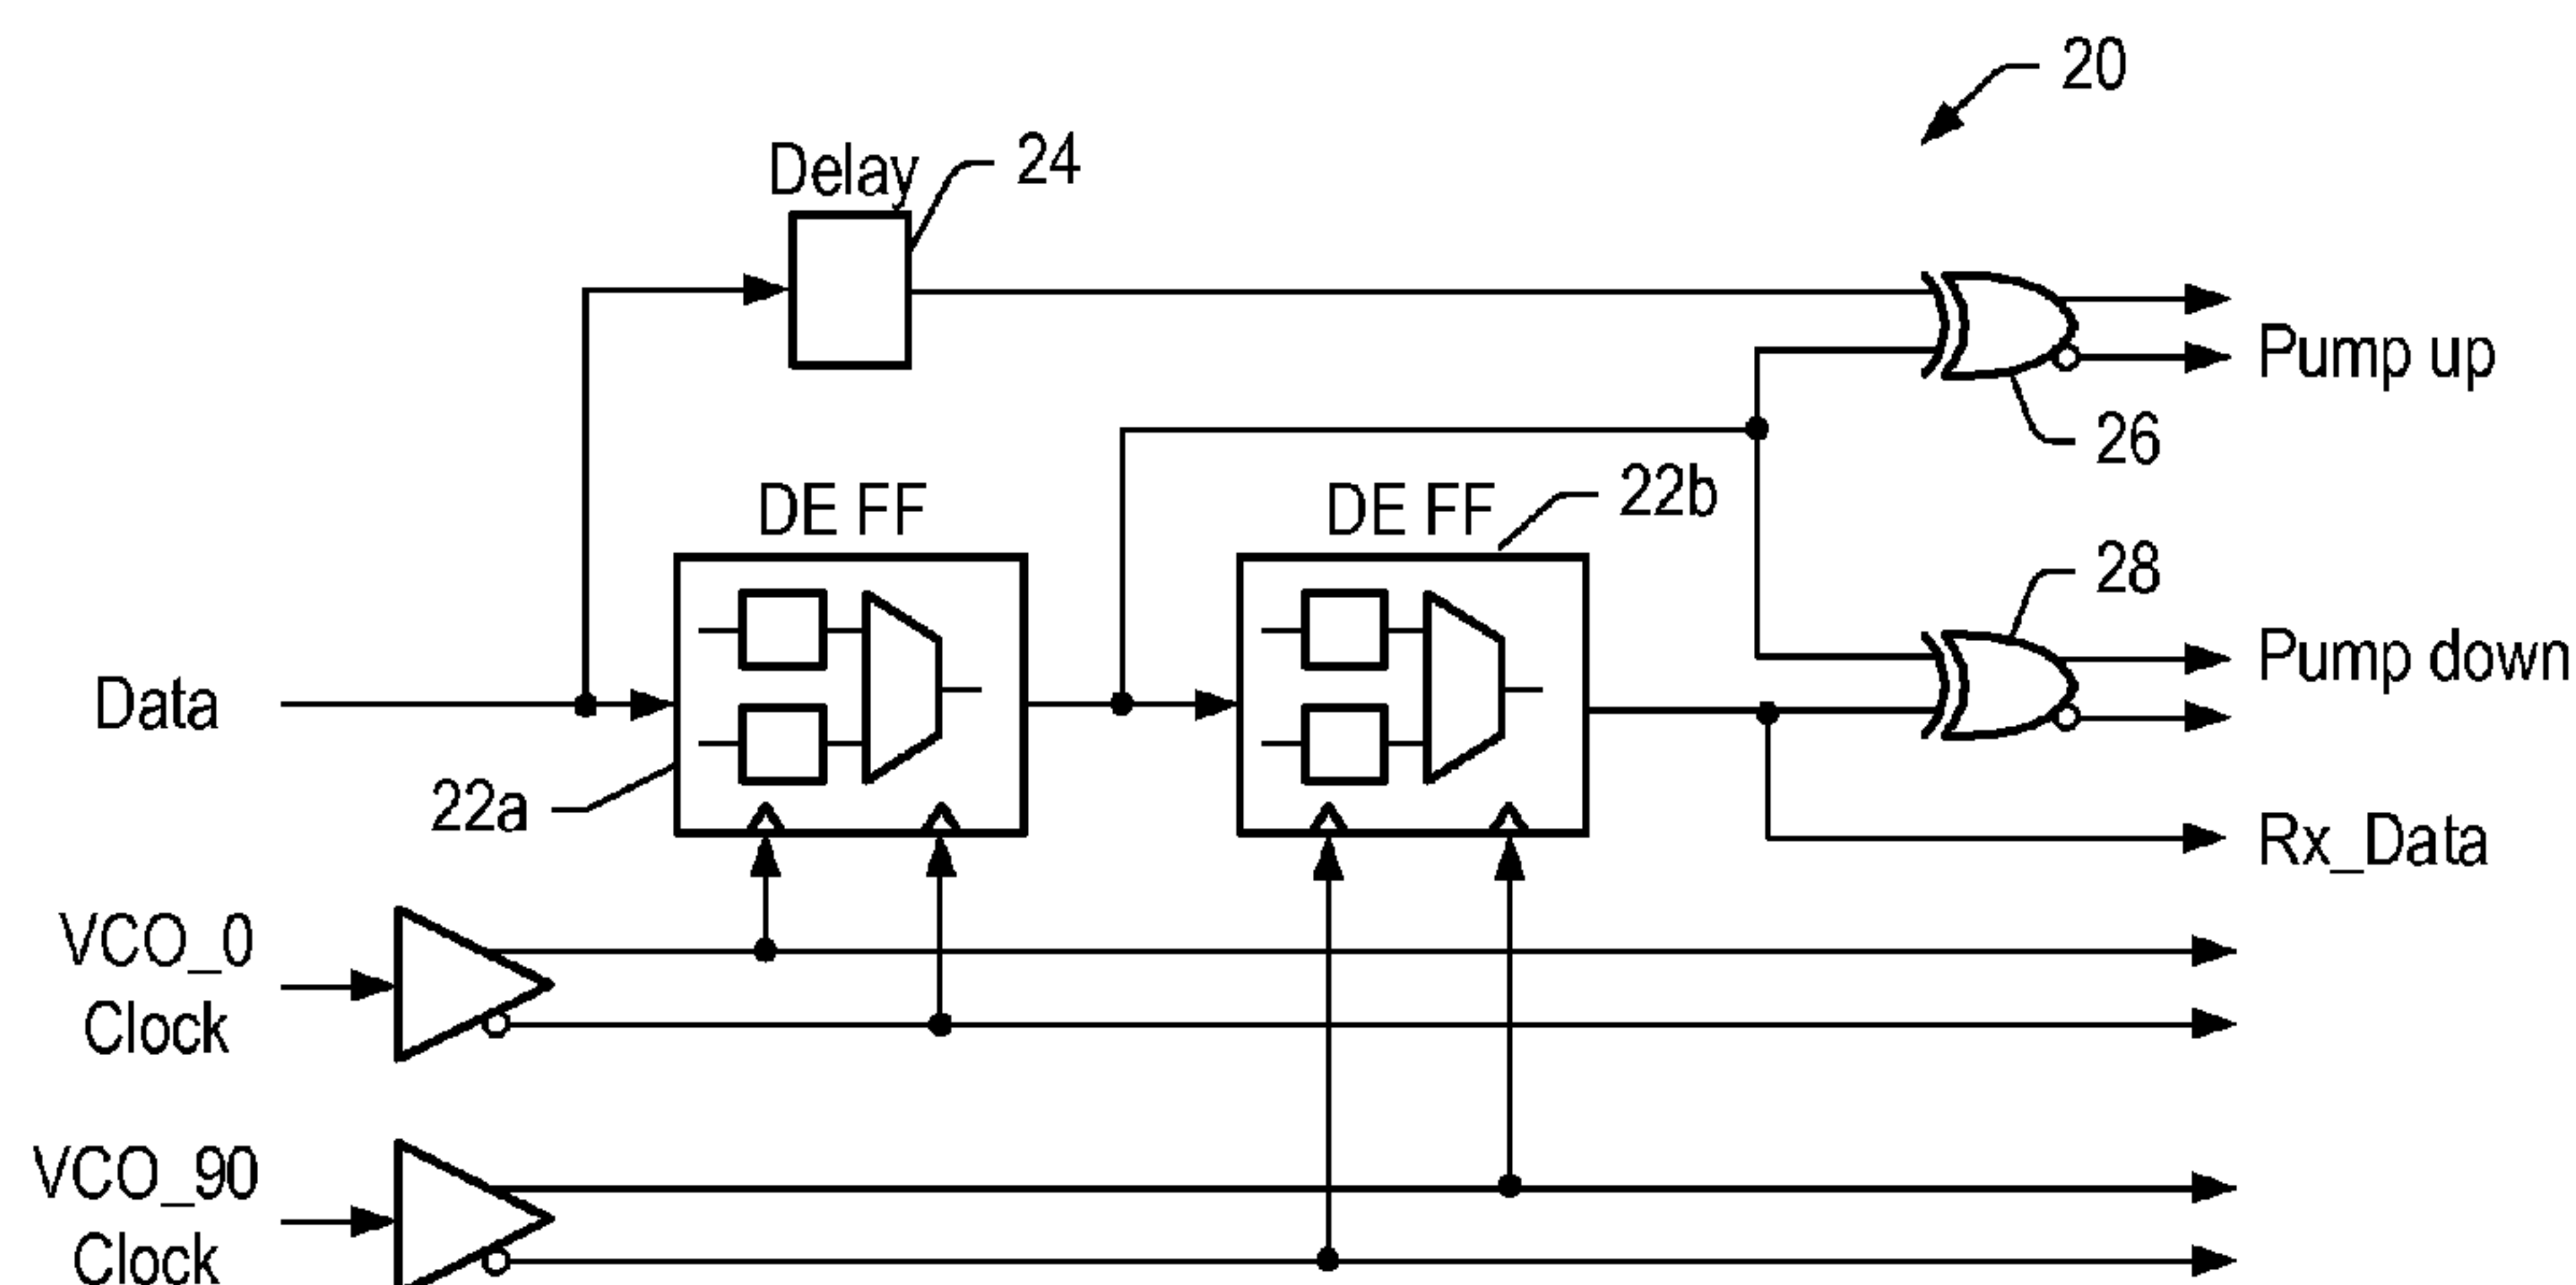 20
Delay
24
Pump up
26
DE FF
DE FF
22b
28
Pump down
Data
22a
Rx_Data
VCO_0
Clock
VCO_90
Clock